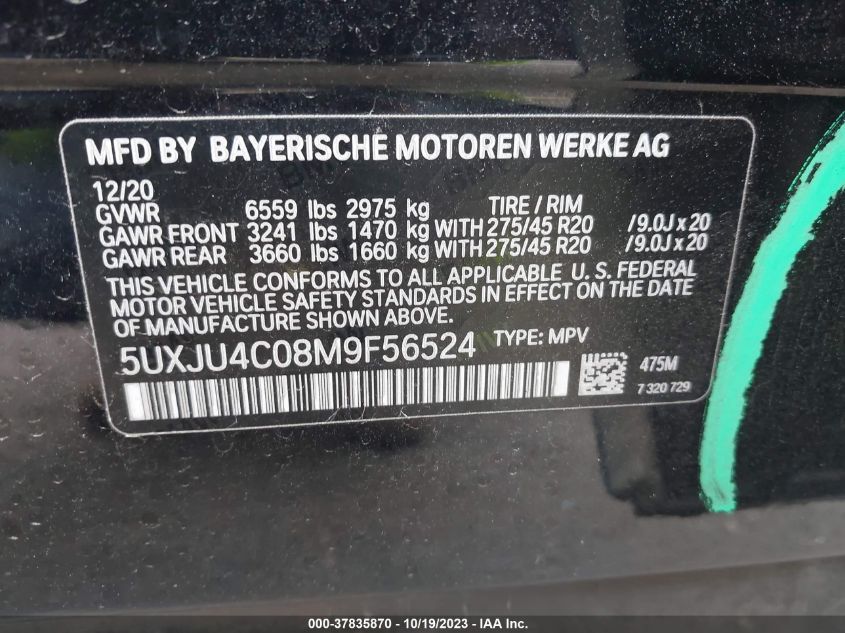 MFD BY BAYERISCHE MOTOREN WERKE AG
12/20
GVWR 6559 lbs 2975 kg TIRE / RIM
GAWR FRONT 3241 lbs 1470 kg WITH 275/45 R20 /9.0J x 20
GAWR REAR 3660 lbs 1660 kg WITH 275/45 R20 /9.0J x 20
THIS VEHICLE CONFORMS TO ALL APPLICABLE U. S. FEDERAL
MOTOR VEHICLE SAFETY STANDARDS IN EFFECT ON THE DATE
OF MANUFACTURE SHOWN ABOVE.
5UXJU4C08M9F56524 TYPE: MPV
475M
7 320 729
000-37835870 - 10/19/2023 - IAA Inc.